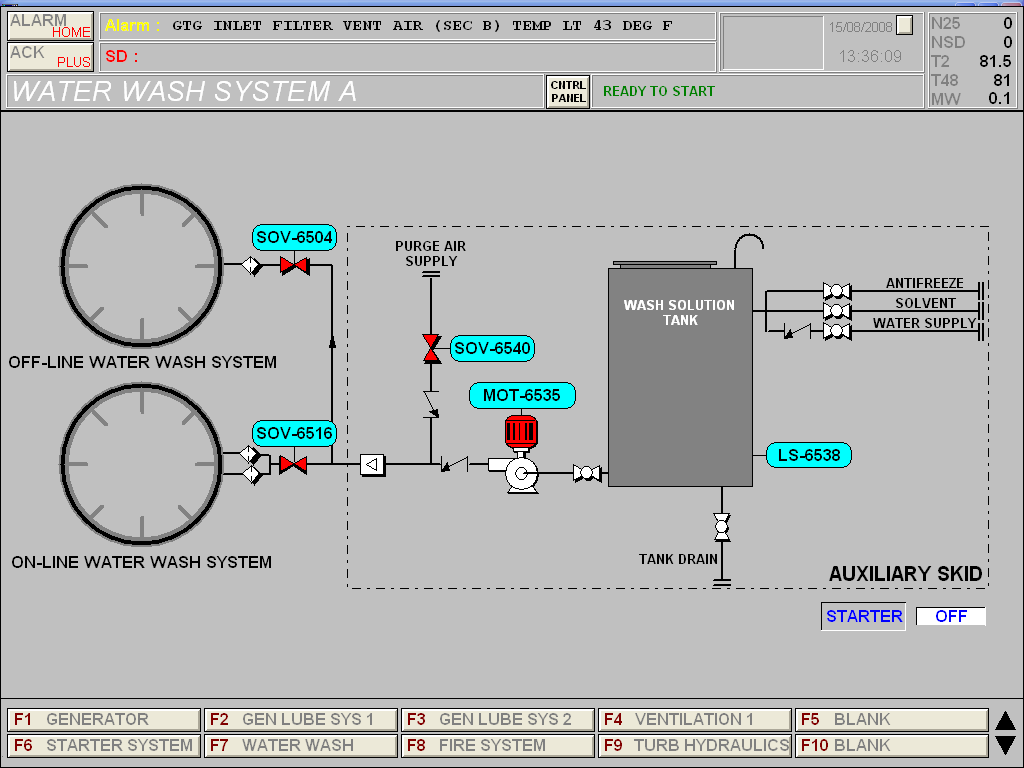 ALARM HOME
Alarm : GTG INLET FILTER VENT AIR (SEC B) TEMP LT 43 DEG F
15/08/2008
N25 0
ACK PLUS
SD :
13:36:09
NSD 0
T2 81.5
T48 81
MW 0.1
WATER WASH SYSTEM A
CNTRL
PANEL
READY TO START
SOV-6504
PURGE AIR
SUPPLY
ANTIFREEZE
SOLVENT
WATER SUPPLY
WASH SOLUTION
TANK
SOV-6540
OFF-LINE WATER WASH SYSTEM
MOT-6535
SOV-6516
LS-6538
TANK DRAIN
ON-LINE WATER WASH SYSTEM
AUXILIARY SKID
STARTER OFF
F1 GENERATOR
F2 GEN LUBE SYS 1
F3 GEN LUBE SYS 2
F4 VENTILATION 1
F5 BLANK
F6 STARTER SYSTEM
F7 WATER WASH
F8 FIRE SYSTEM
F9 TURB HYDRAULICS
F10 BLANK